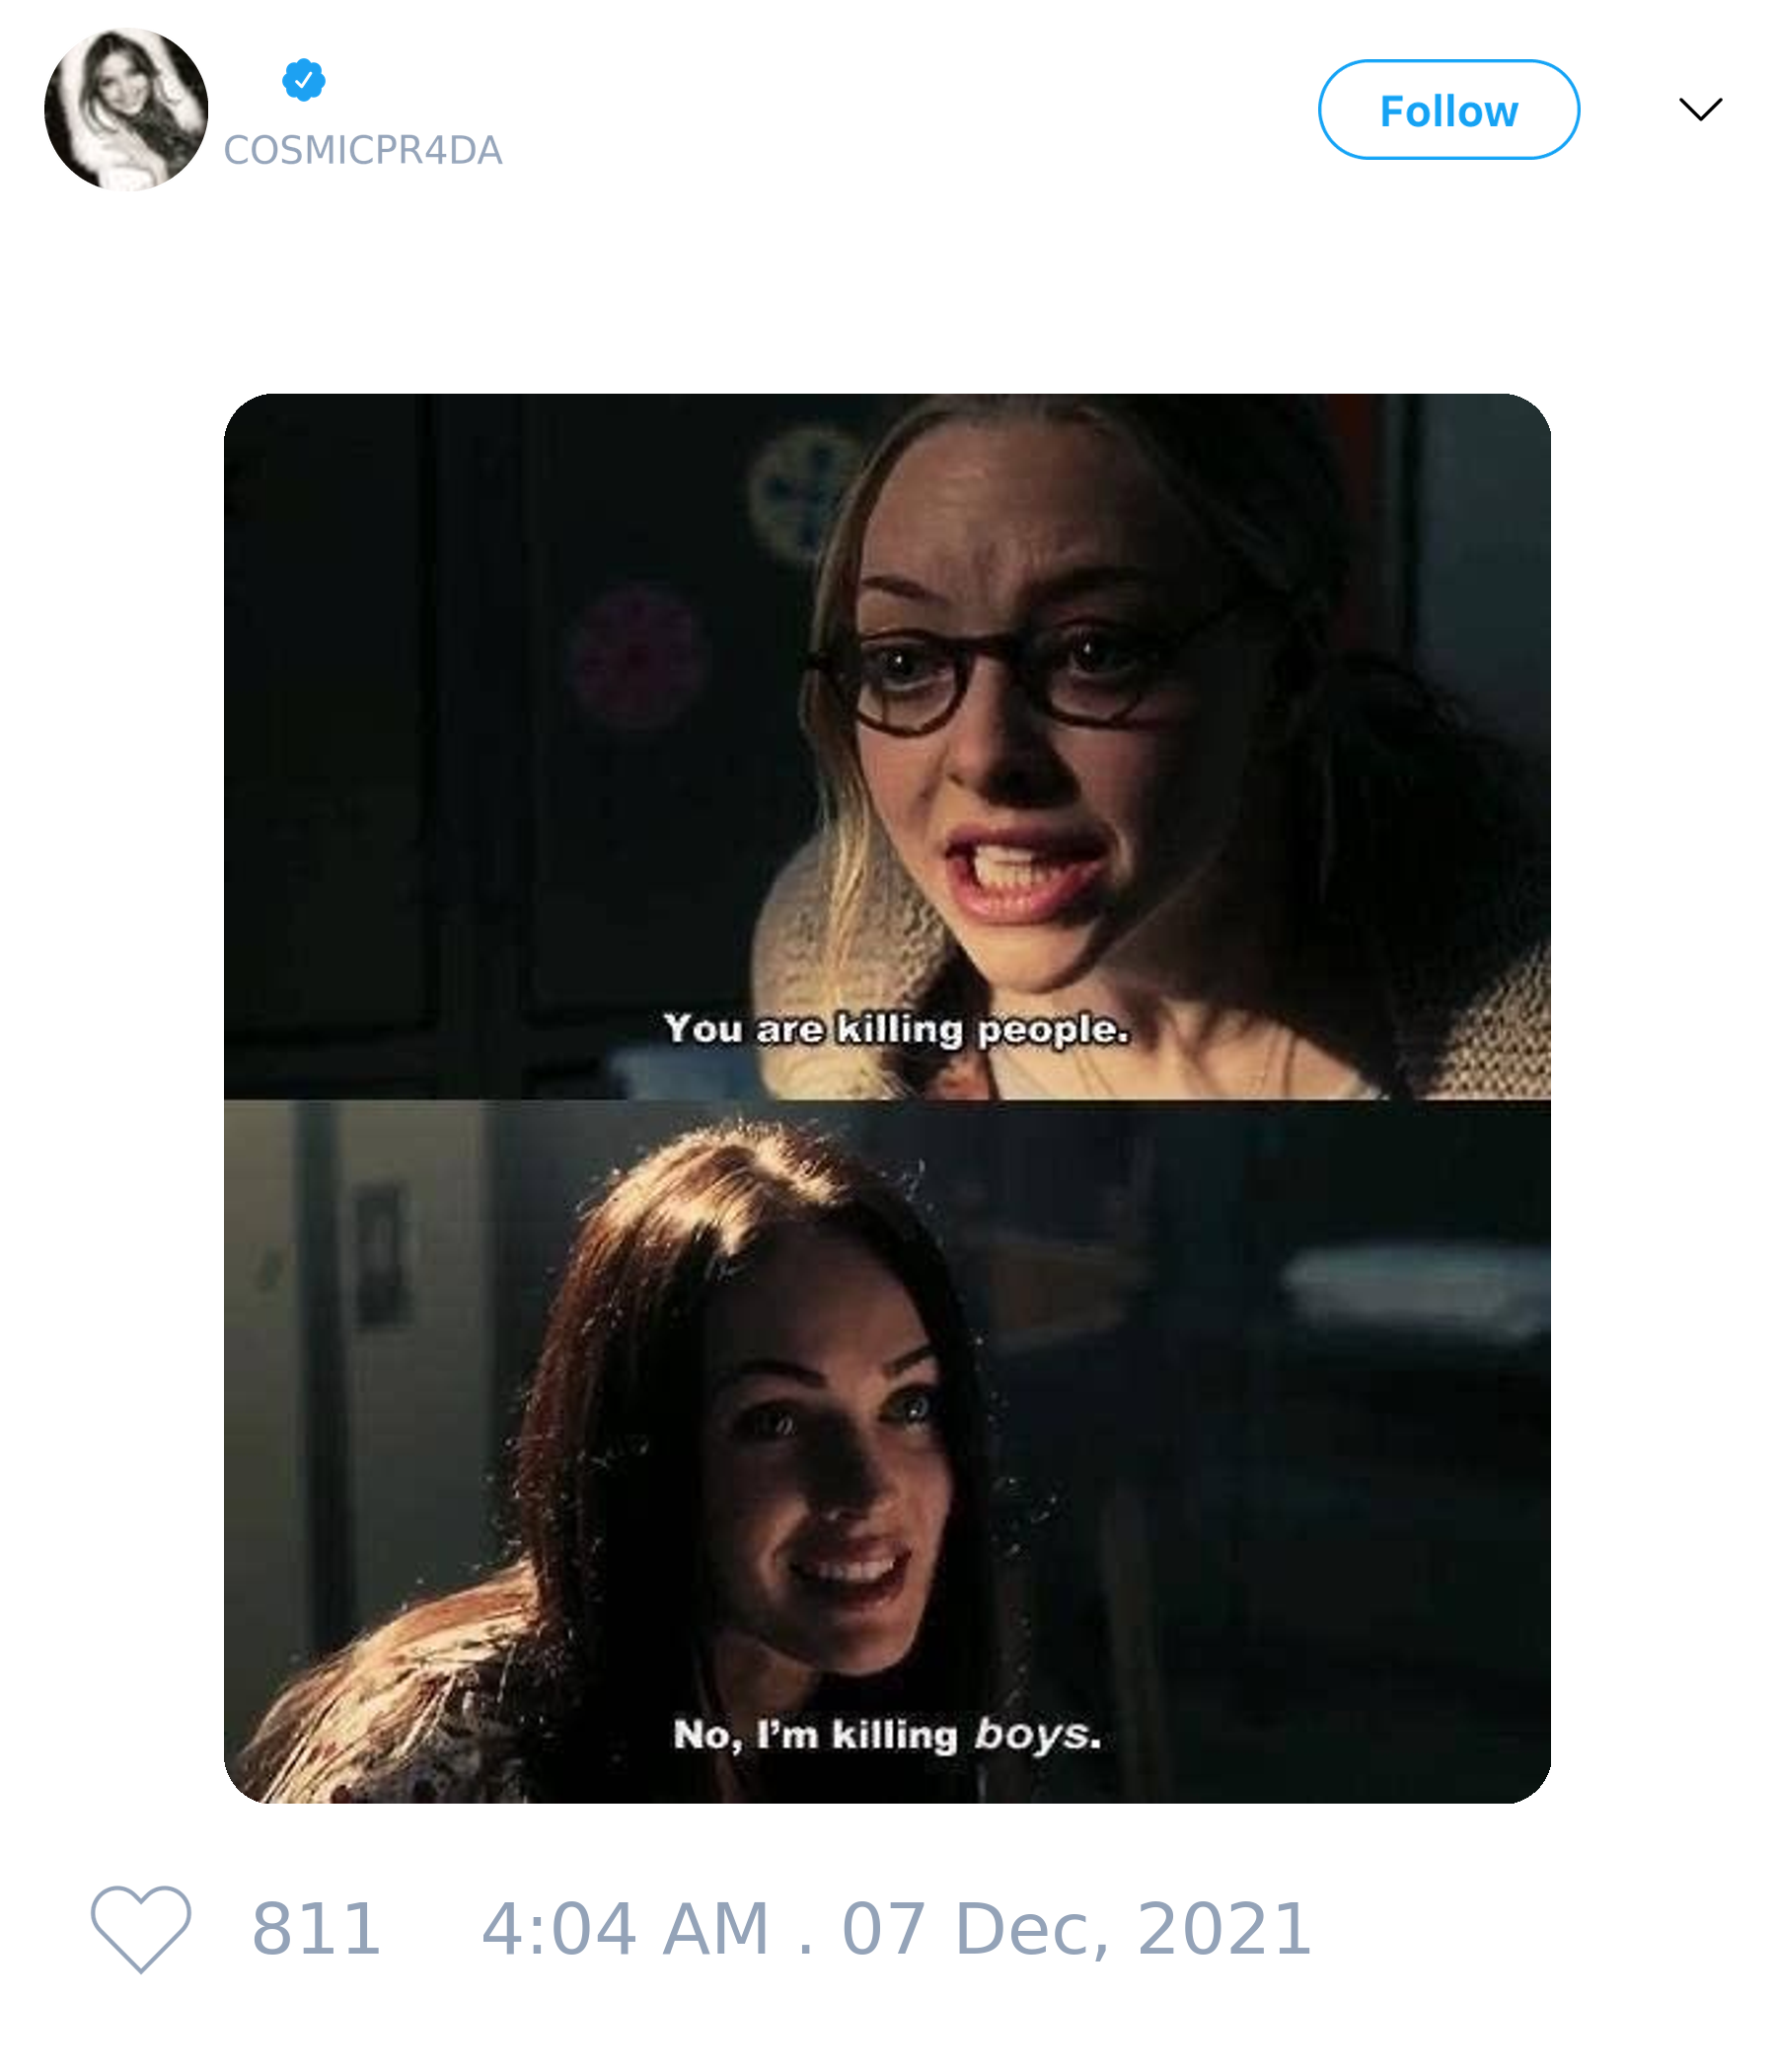 COSMICPR4DA
Follow
You are killing people.
No, I'm killing boys.
811 4:04 AM . 07 Dec, 2021